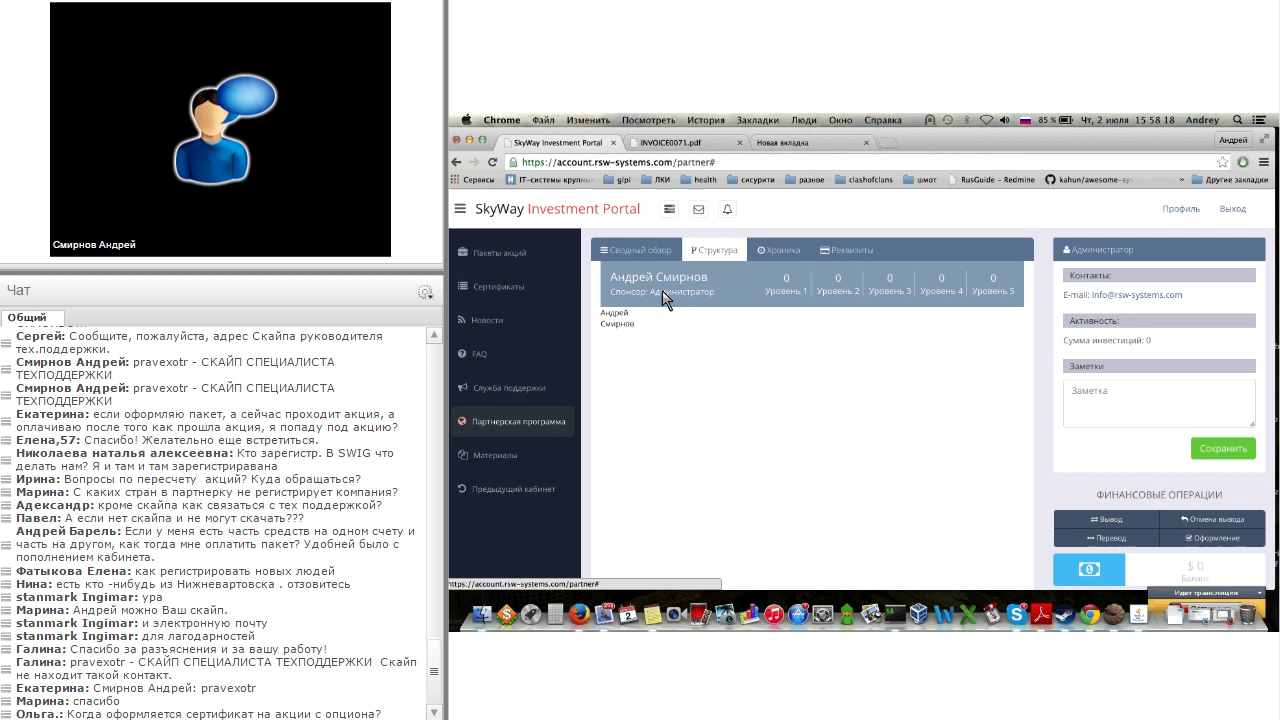 Смирнов Андрей
Чат
Общий
Сергей: Сообщите, пожалуйста, адрес Скайпа руководителя
тех.поддержки.
Смирнов Андрей: pravexotr - СКАЙП СПЕЦИАЛИСТА
ТЕХПОДДЕРЖКИ
Смирнов Андрей: pravexotr - СКАЙП СПЕЦИАЛИСТА
ТЕХПОДДЕРЖКИ
Екатерина: если оформляю пакет, а сейчас проходит акция, а
оплачиваю после того как прошла акция, я попаду под акцию?
Елена,57: Спасибо! Желательно еще встретиться.
Николаева наталья алексеевна: Кто зарегистр. В SWIG что
делать нам? Я и там и там зарегистриравана
Ирина: Вопросы по пересчету акций? Куда обращаться?
Марина: С каких стран в партнерку не регистрирует компания?
Адександр: кроме скайпа как связаться с тех поддержкой?
Павел: А если нет скайпа и не могут скачать???
Андрей Барель: Если у меня есть часть средств на одном счету и
часть на другом, как тогда мне оплатить пакет? Удобней было с
пополнением кабинета.
Фатыкова Елена: как регистрировать новых людей
Нина: есть кто -нибудь из Нижневартовска . отзовитесь
stanmark Ingimar: ура
Марина: Андрей можно Ваш скайп.
stanmark Ingimar: и электронную почту
stanmark Ingimar: для лагодарностей
Галина: Спасибо за разъяснения и за вашу работу!
Галина: pravexotr - СКАЙП СПЕЦИАЛИСТА ТЕХПОДДЕРЖКИ Скайп
не находит такой контакт.
Екатерина: Смирнов Андрей: pravexotr
Марина: спасибо
Ольга.: Когда оформляется сертификат на акции с опциона?
Chrome Файл Изменить Посмотреть История Закладки Люди Окно Справка 85 % Чт, 2 июля 15 58 18 Andrey
SkyWay Investment Portal INVOICE0071.pdf Новая вкладка Андрей
https://account.rsw-systems.com/partner#
Сервисы IT-системы крупны glpi ЛКИ health сисурити разное clashofclans шмот RusGuide - Redmine kahun/awesome-sy » Другие закладки
SkyWay Investment Portal Профиль Выход
Пакеты акций
Сертификаты
Новости
FAQ
Служба поддержки
Партнерская программа
Материалы
Предыдущий кабинет
Сводный обзор Структура Хроника Реквизиты
Андрей Смирнов
Спонсор: Администратор
0 0 0 0 0
Уровень 1 Уровень 2 Уровень 3 Уровень 4 Уровень 5
Андрей
Смирнов
Администратор
Контакты:
E-mail: info@rsw-systems.com
Активность:
Сумма инвестиций: 0
Заметки
Заметка
Сохранить
ФИНАНСОВЫЕ ОПЕРАЦИИ
Вывод Отмена вывода
Перевод Оформление
$ 0
Баланс
https://account.rsw-systems.com/partner#
Идет трансляция